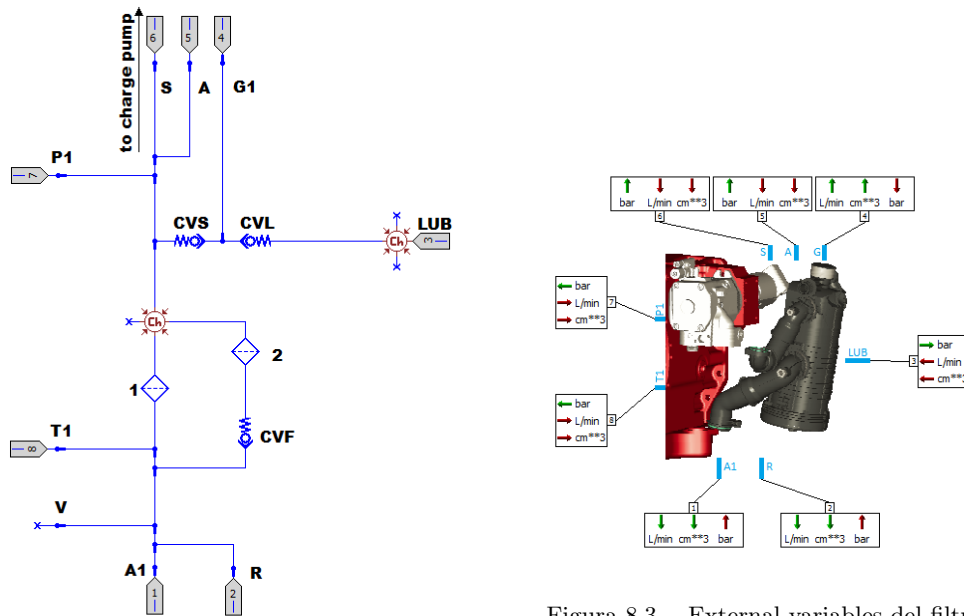 6
5
4
to charge pump
S
A
G1
P1
7
CVS
CVL
LUB
Ch
3
Ch
2
1
CVF
T1
8
V
A1
R
1
2
bar L/min cm**3
6
bar L/min cm**3
5
L/min cm**3 bar
4
S
A
G
bar
L/min
cm**3
7
P1
LUB
bar
L/min
cm**3
3
T1
bar
L/min
cm**3
8
A1
R
1
L/min cm**3 bar
2
L/min cm**3 bar
Figura 8.3 External variables del filtr